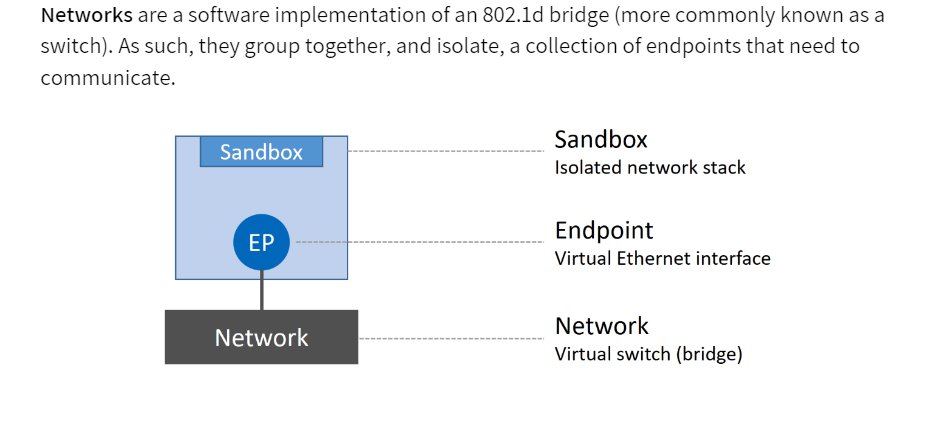 Networks are a software implementation of an 802.1d bridge (more commonly known as a
switch). As such, they group together, and isolate, a collection of endpoints that need to
communicate.
Sandbox
Sandbox
Isolated network stack
EP
Endpoint
Virtual Ethernet interface
Network
Network
Virtual switch (bridge)